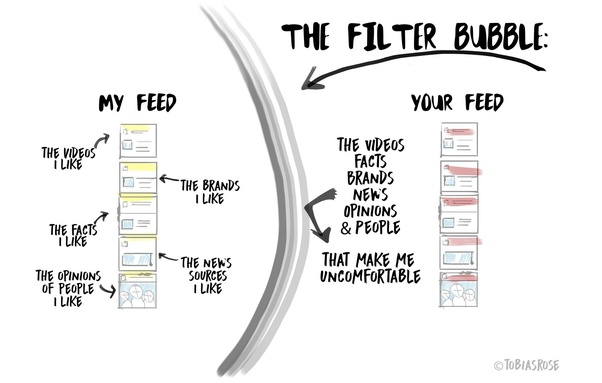 THE FILTER BUBBLE:
MY FEED
THE VIDEOS
I LIKE
THE BRANDS
I LIKE
THE FACTS
I LIKE
THE NEWS
SOURCES
I LIKE
THE OPINIONS
OF PEOPLE
I LIKE
YOUR FEED
THE VIDEOS
FACTS
BRANDS
NEWS
OPINIONS
& PEOPLE
THAT MAKE ME
UNCOMFORTABLE
©TOBIASROSE